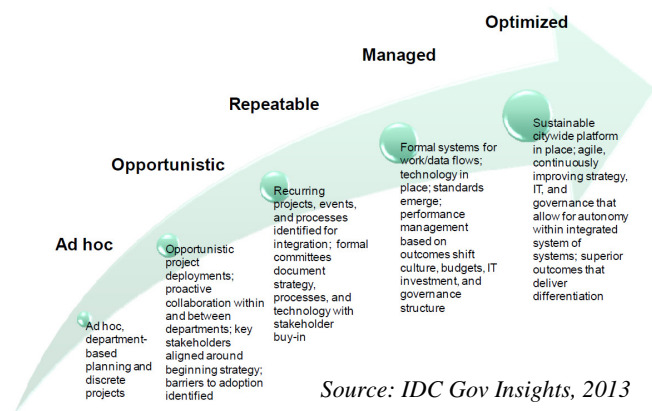 Optimized
Managed
Repeatable
Opportunistic
Ad hoc
Ad hoc,
department-
based
planning and
discrete
projects
Opportunistic
project
deployments;
proactive
collaboration within
and between
departments; key
stakeholders
aligned around
beginning strategy;
barriers to adoption
identified
Recurring
projects, events,
and processes
identified for
integration; formal
committees
document
strategy,
processes, and
technology with
stakeholder
buy-in
Formal systems for
work/data flows;
technology in
place; standards
emerge;
performance
management
based on
outcomes shift
culture, budgets, IT
investment, and
governance
structure
Sustainable
citywide platform
in place; agile,
continuously
improving strategy,
IT, and
governance that
allow for autonomy
within integrated
system of
systems; superior
outcomes that
deliver
differentiation
Source: IDC Gov Insights, 2013